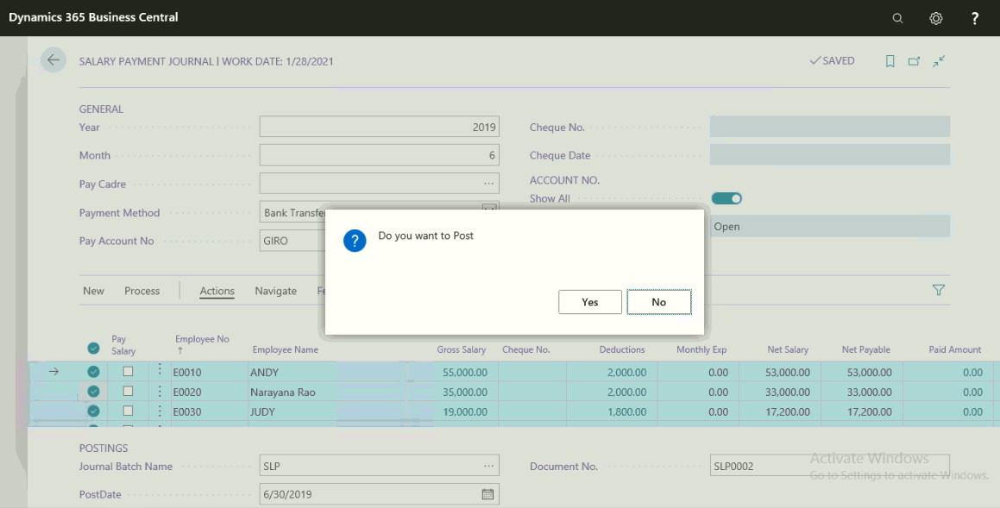 Dynamics 365 Business Central
?
SALARY PAYMENT JOURNAL | WORK DATE: 1/28/2021
SAVED
GENERAL
Year 2019 Cheque No.
Month 6 Cheque Date
Pay Cadre ACCOUNT NO.
Show All
Payment Method Bank Transfe
Open
Pay Account No GIRO
?
Do you want to Post
Yes No
New Process Actions Navigate
Pay Salary Employee No ↑ Employee Name Gross Salary Cheque No. Deductions Monthly Exp Net Salary Net Payable Paid Amount
E0010 ANDY 55,000.00 2,000.00 0.00 53,000.00 53,000.00 0.00
E0020 Narayana Rao 35,000.00 2,000.00 0.00 33,000.00 33,000.00 0.00
E0030 JUDY 19,000.00 1,800.00 0.00 17,200.00 17,200.00 0.00
POSTINGS
Journal Batch Name SLP Document No. SLP0002
PostDate 6/30/2019
Activate Windows
Go to Settings to activate Windows.